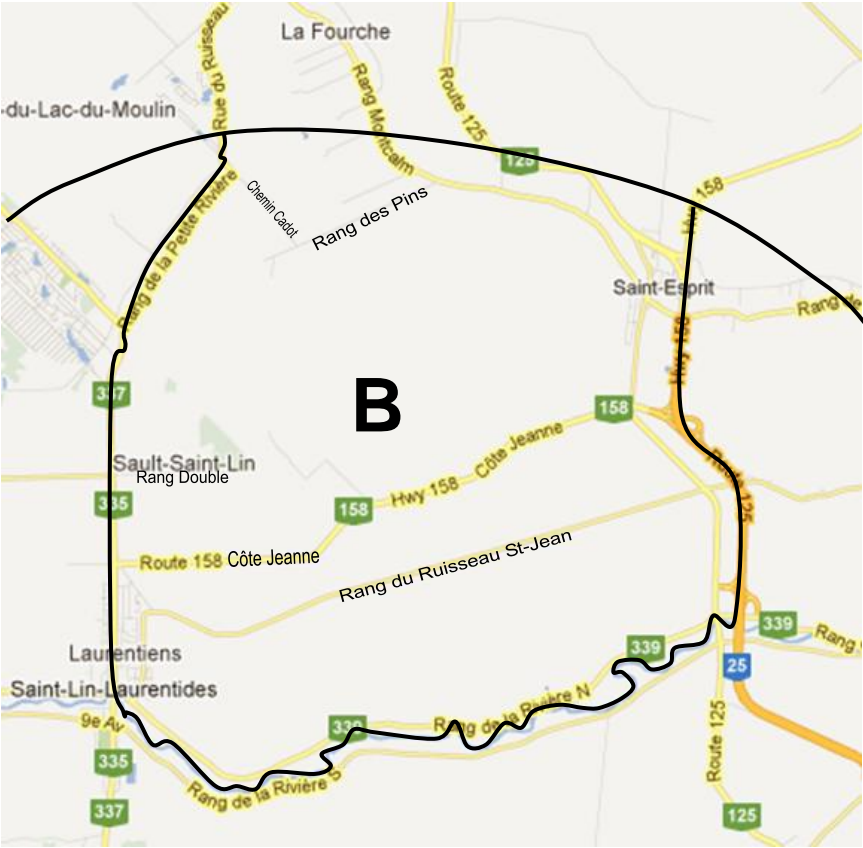 Rue du Ruisseau
La Fourche
-du-Lac-du-Moulin
Rang Montcalm
Route 125
125
158
Chemin Cadot
Rang des Pins
Rang de la Petite Rivière
Saint-Esprit
Rang de
Hwy 158
337
B
158
Côte Jeanne
Sault-Saint-Lin
Rang Double
335
158
Hwy 158
Route 125
Route 158
Côte Jeanne
Rang du Ruisseau St-Jean
339
339
Rang
Laurentiens
25
Saint-Lin-Laurentides
9e Av
339
Rang de la Rivière N
Route 125
335
Rang de la Rivière S
337
125